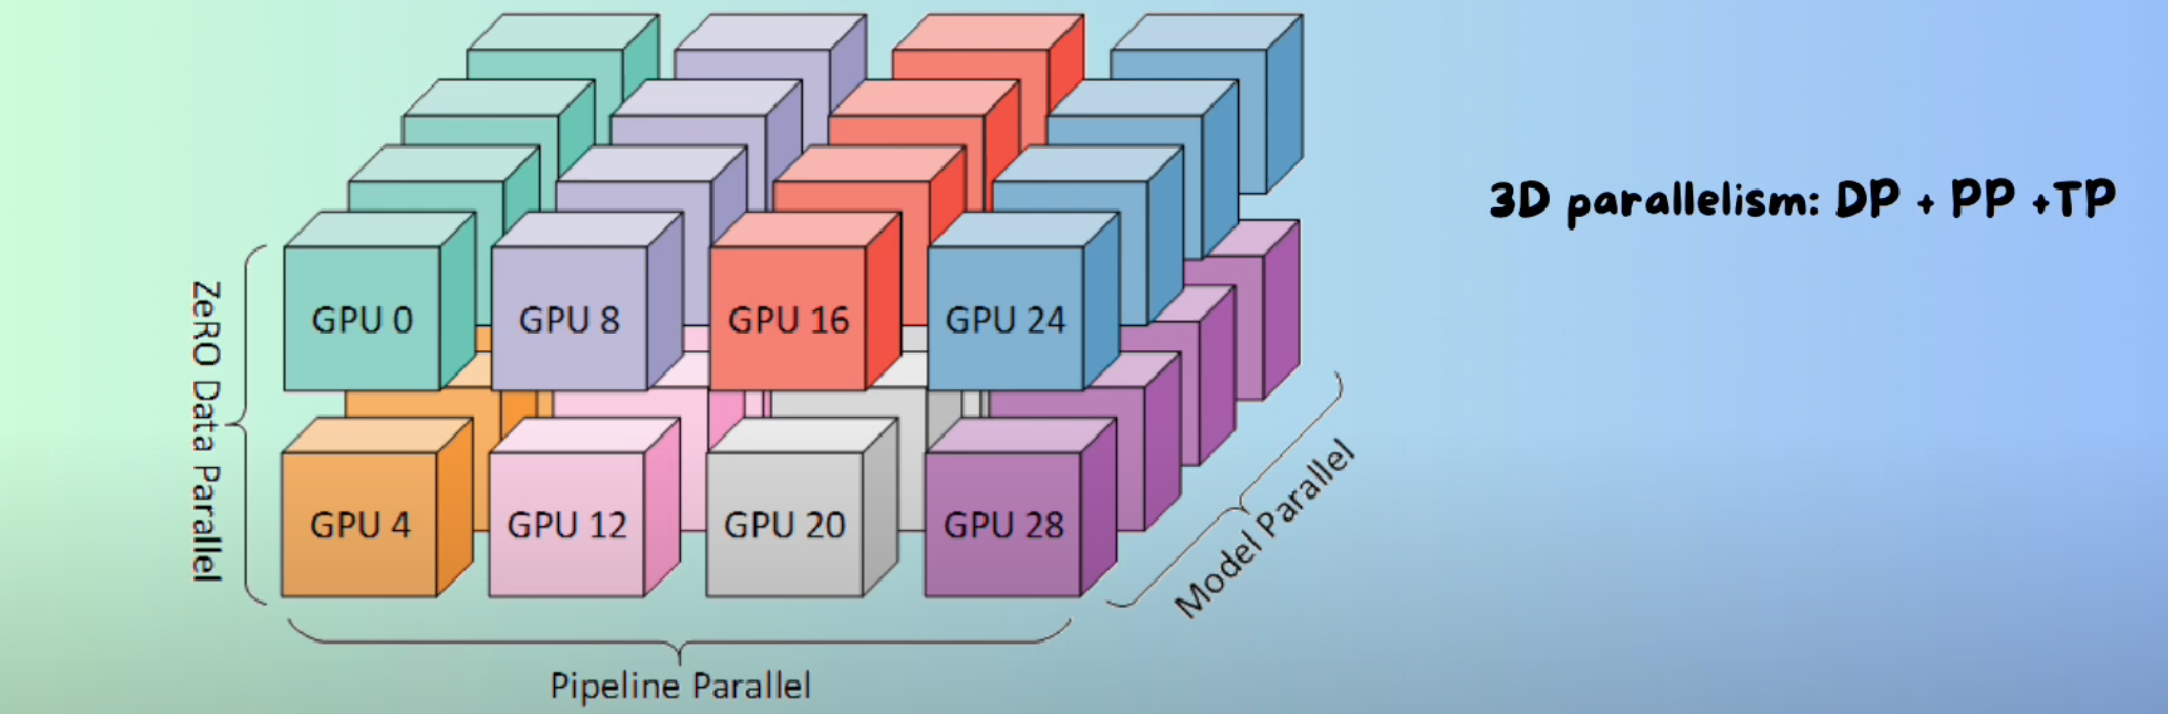 3D parallelism: DP + PP +TP
ZeRO Data Parallel
GPU 0
GPU 8
GPU 16
GPU 24
GPU 4
GPU 12
GPU 20
GPU 28
Model Parallel
Pipeline Parallel